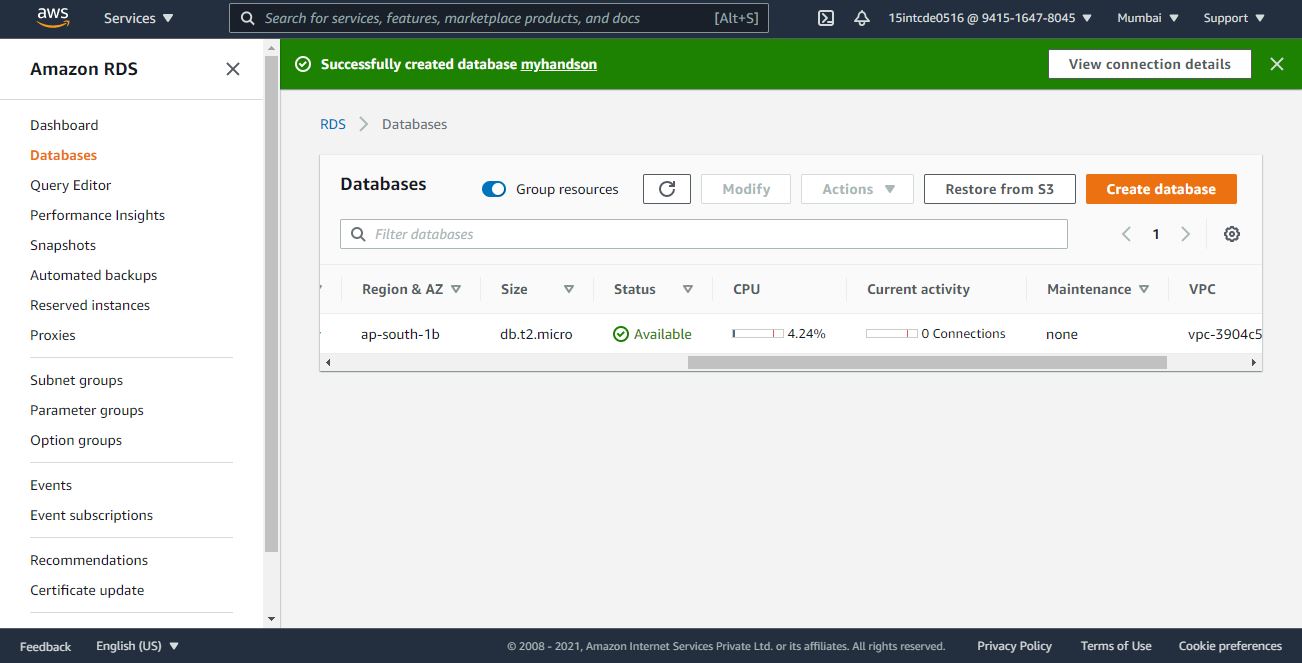 aws Services Search for services, features, marketplace products, and docs [Alt+S] 15intcde0516 @ 9415-1647-8045 Mumbai Support
Amazon RDS
Dashboard
Databases
Query Editor
Performance Insights
Snapshots
Automated backups
Reserved instances
Proxies
Subnet groups
Parameter groups
Option groups
Events
Event subscriptions
Recommendations
Certificate update
Successfully created database myhandson View connection details
RDS Databases
Databases Group resources Modify Actions Restore from S3 Create database
Filter databases 1
Region & AZ Size Status CPU Current activity Maintenance VPC
ap-south-1b db.t2.micro Available 4.24% 0 Connections none vpc-3904c5
Feedback English (US) © 2008 - 2021, Amazon Internet Services Private Ltd. or its affiliates. All rights reserved. Privacy Policy Terms of Use Cookie preferences